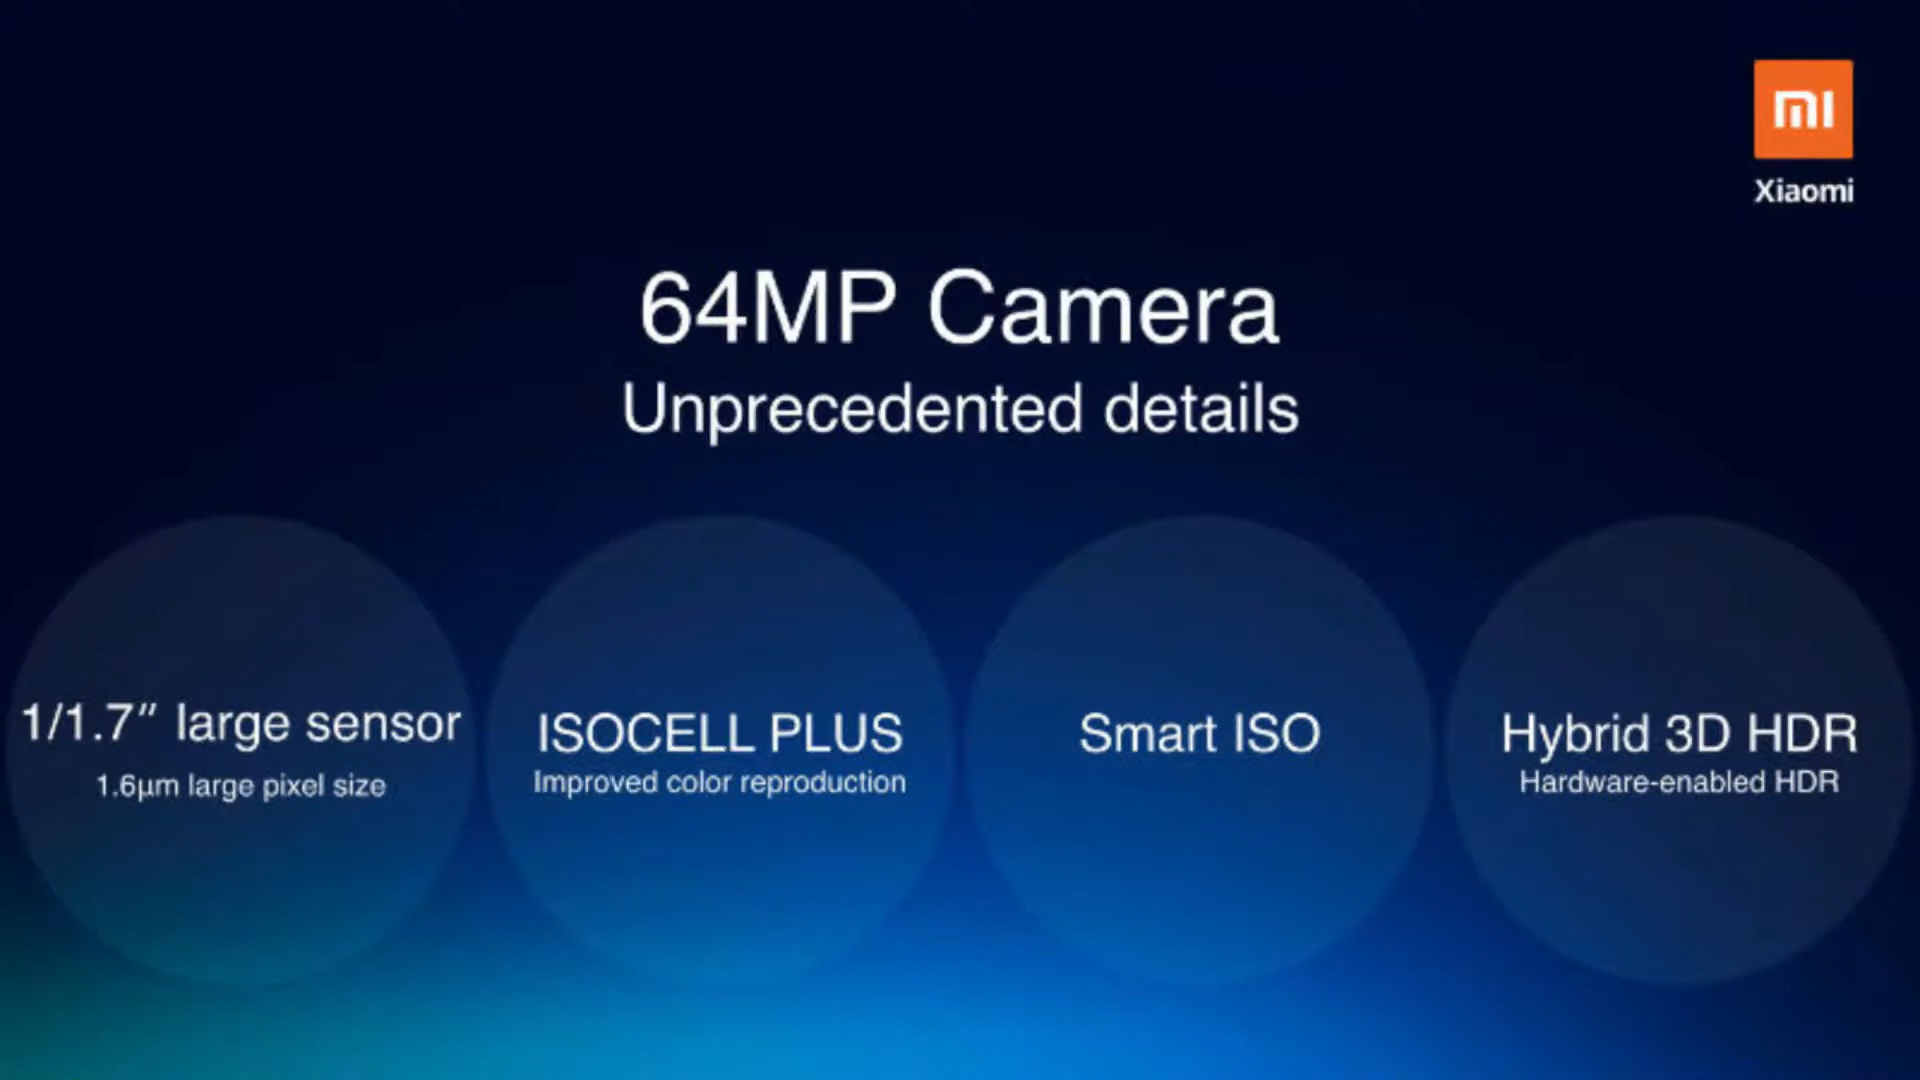 mi
Xiaomi
64MP Camera
Unprecedented details
1/1.7” large sensor
1.6μm large pixel size
ISOCELL PLUS
Improved color reproduction
Smart ISO
Hybrid 3D HDR
Hardware-enabled HDR